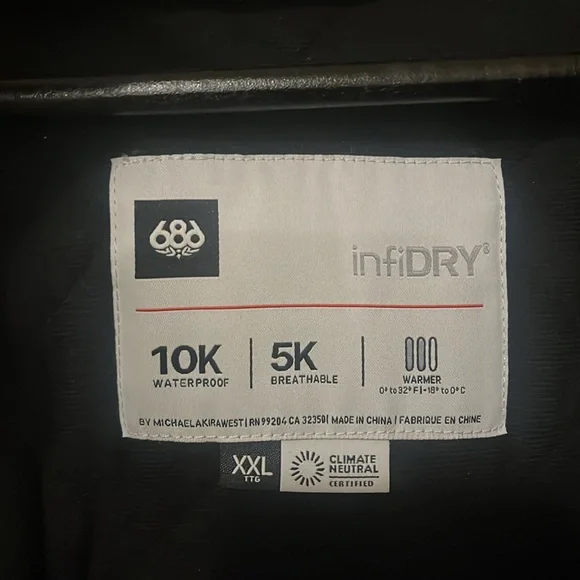 686
infiDRY®
10K
WATERPROOF
5K
BREATHABLE
WARMER
0° to 32° F | -18° to 0°C
BY MICHAELAKIRAWEST | RN 99204 CA 32350 | MADE IN CHINA / FABRIQUE EN CHINE
XXL
TTG
CLIMATE
NEUTRAL
CERTIFIED